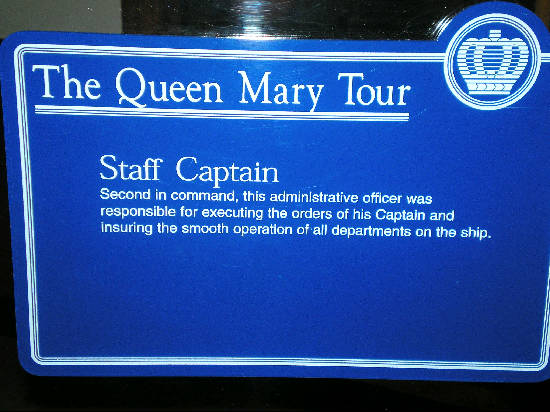 The Queen Mary Tour
Staff Captain
Second in command, this administrative officer was
responsible for executing the orders of his Captain and
insuring the smooth operation of all departments on the ship.